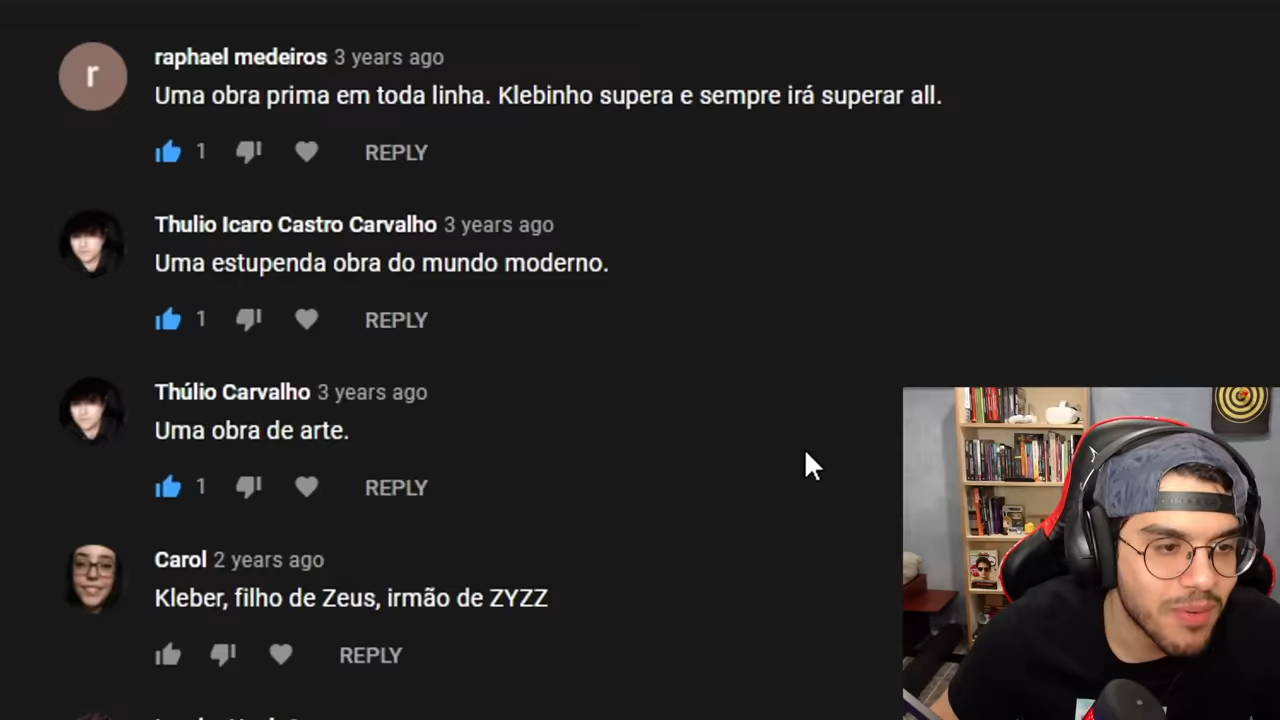 raphael medeiros 3 years ago
Uma obra prima em toda linha. Klebinho supera e sempre irá superar all.
1 REPLY
Thulio Icaro Castro Carvalho 3 years ago
Uma estupenda obra do mundo moderno.
1 REPLY
Thúlio Carvalho 3 years ago
Uma obra de arte.
1 REPLY
Carol 2 years ago
Kleber, filho de Zeus, irmão de ZYZZ
REPLY